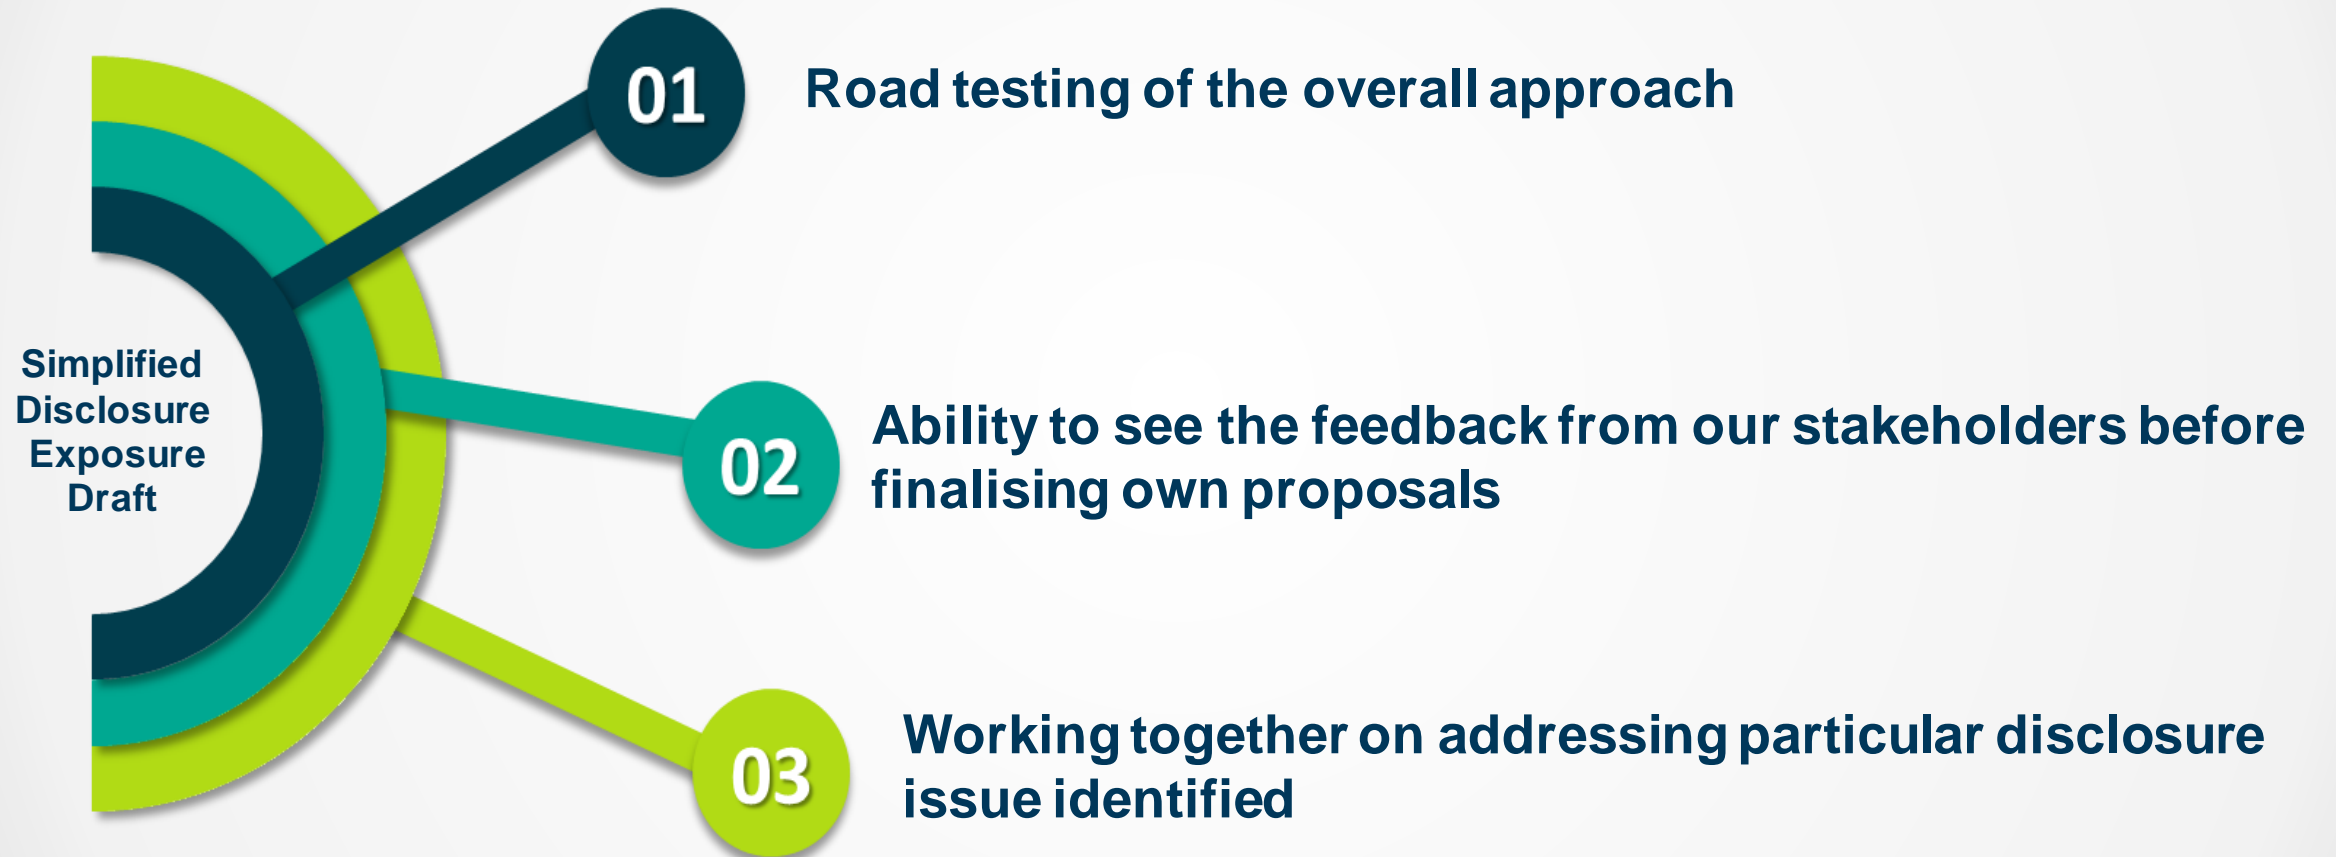 01
Road testing of the overall approach
Simplified
Disclosure
Exposure
Draft
02
Ability to see the feedback from our stakeholders before
finalising own proposals
03
Working together on addressing particular disclosure
issue identified